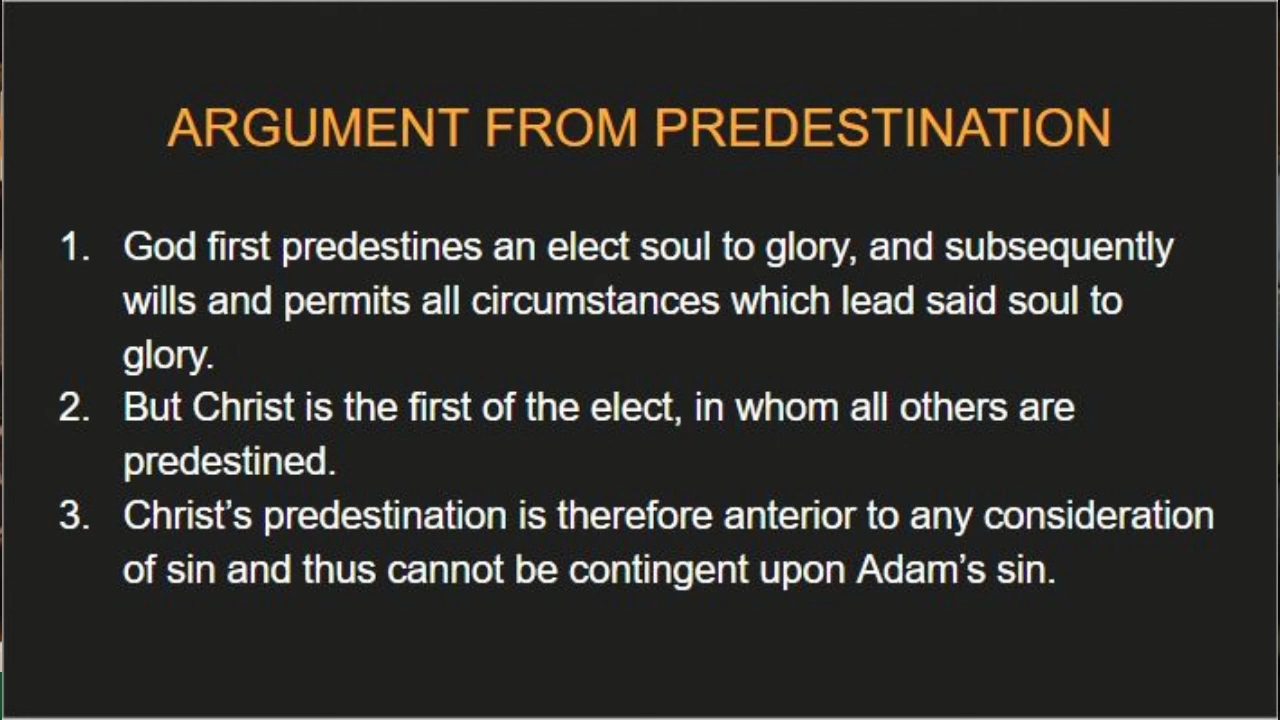 ARGUMENT FROM PREDESTINATION
1. God first predestines an elect soul to glory, and subsequently
wills and permits all circumstances which lead said soul to
glory.
2. But Christ is the first of the elect, in whom all others are
predestined.
3. Christ’s predestination is therefore anterior to any consideration
of sin and thus cannot be contingent upon Adam’s sin.